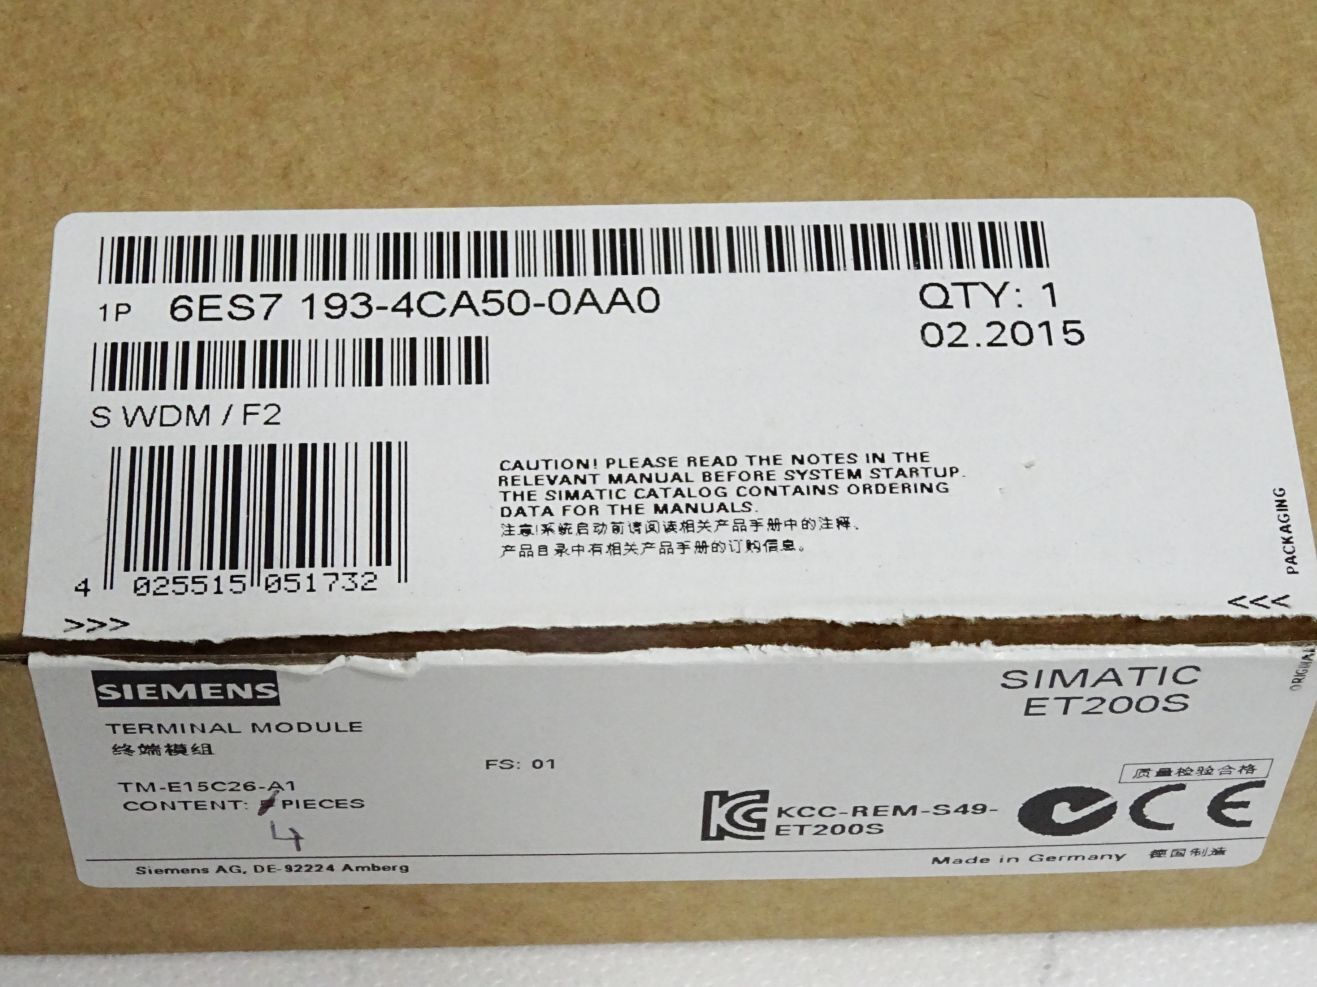 1P 6ES7 193-4CA50-0AA0
QTY: 1
02.2015
S WDM / F2
CAUTION! PLEASE READ THE NOTES IN THE
RELEVANT MANUAL BEFORE SYSTEM STARTUP.
THE SIMATIC CATALOG CONTAINS ORDERING
DATA FOR THE MANUALS.
注意!系统启动前请阅读相关产品手册中的注释、
产品目录中有相关产品手册的订购信息。
4 025515 051732
>>>
<<<
PACKAGING
ORIGINAL
SIEMENS
SIMATIC
ET200S
TERMINAL MODULE
终端模组
FS: 01
TM-E15C26-A1
CONTENT: PIECES
4
质量检验合格
KCC-REM-S49-
ET200S
CE
Siemens AG, DE-92224 Amberg
Made in Germany 德国制造